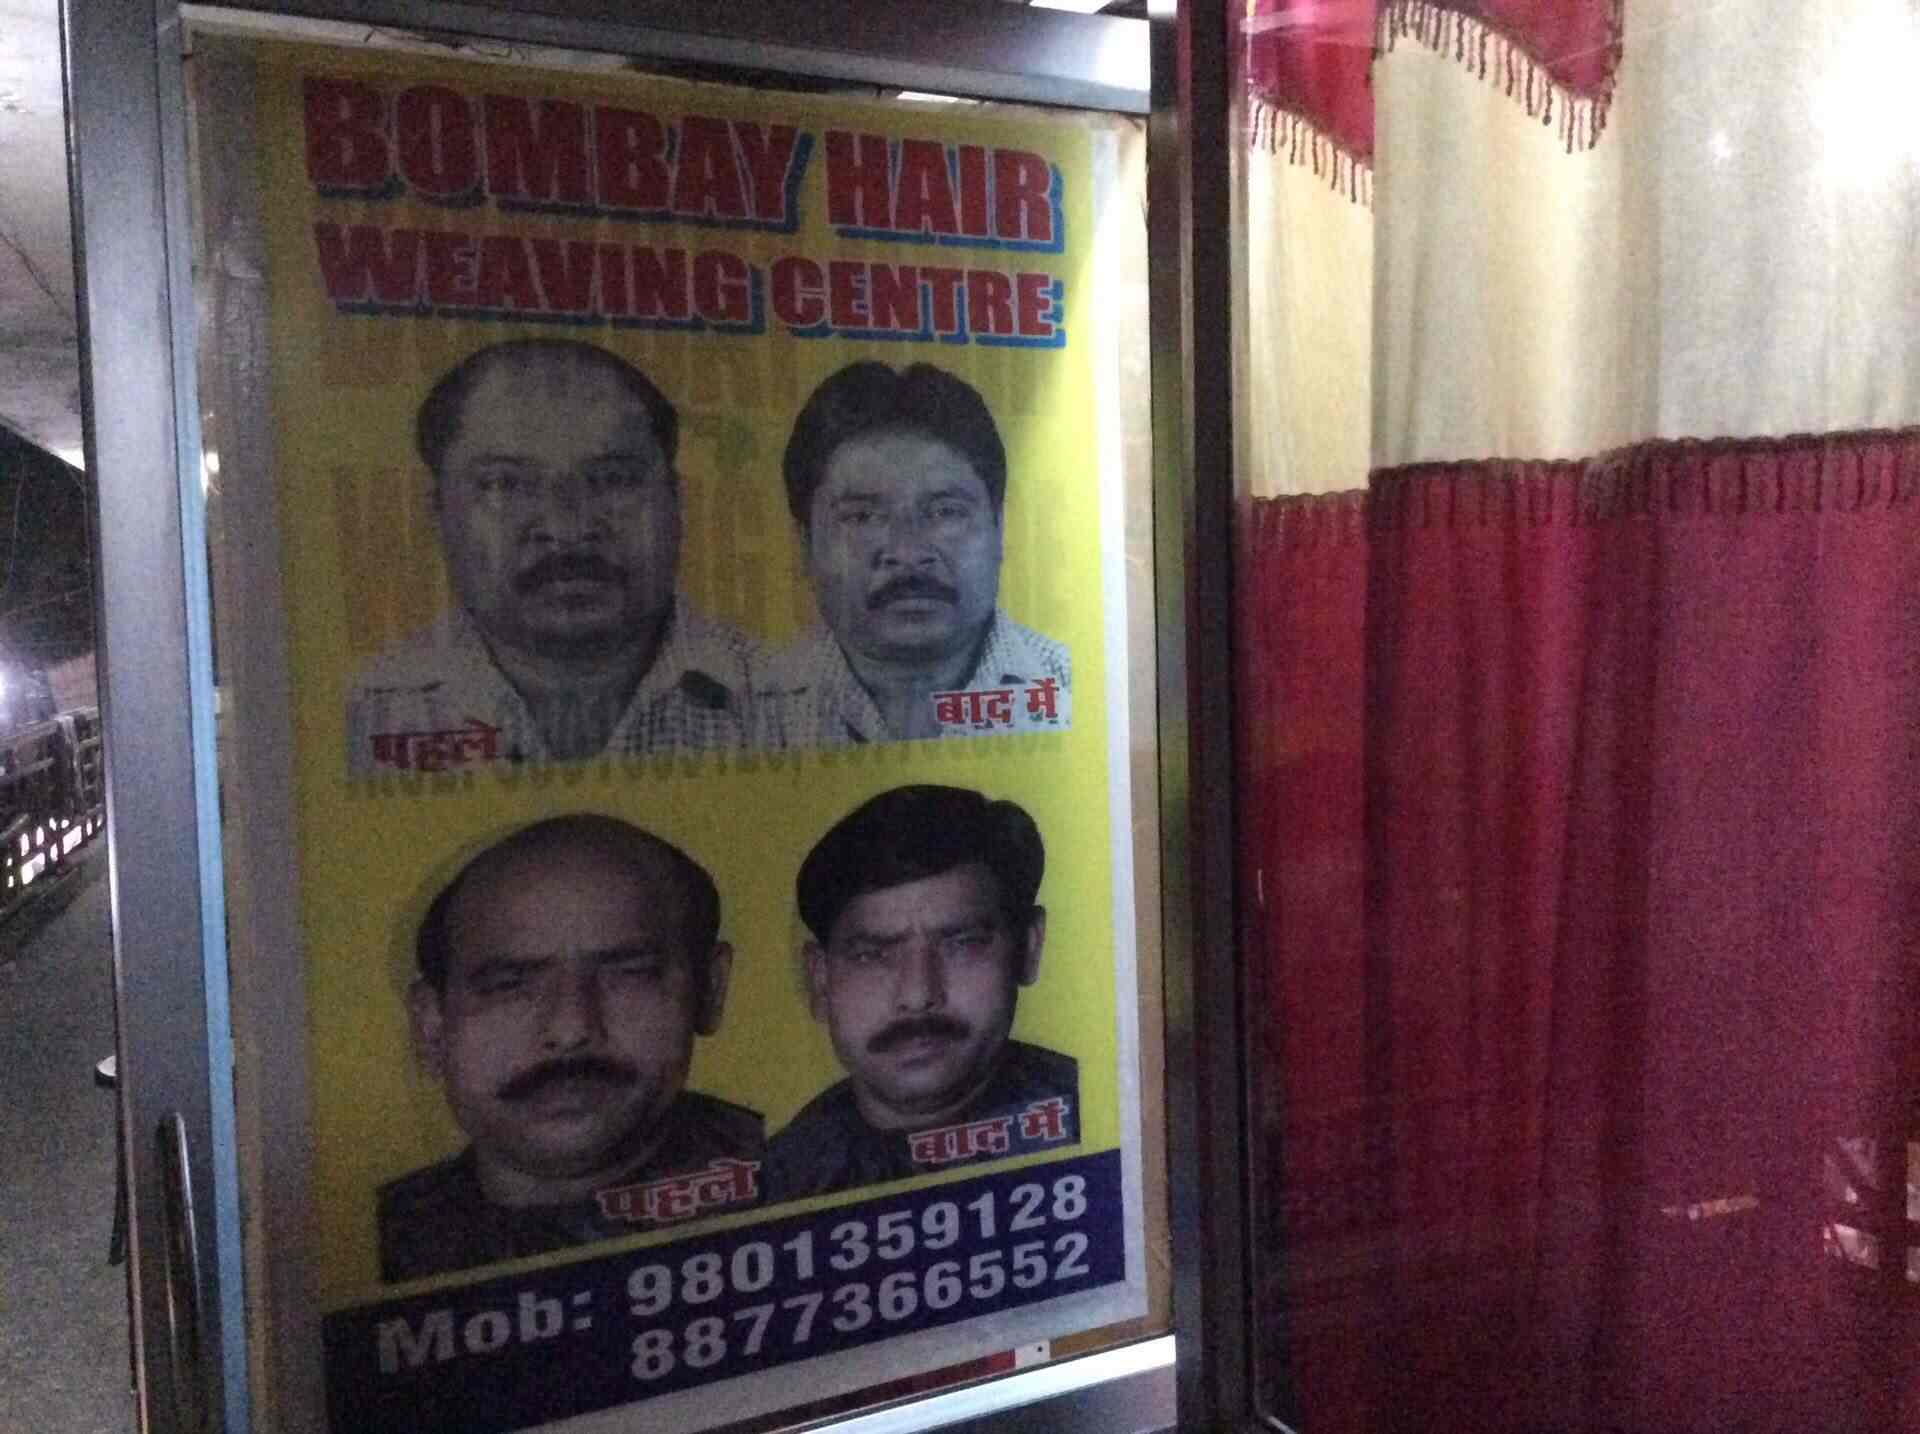 BOMBAY HAIR
WEAVING CENTRE
पहले
बाद में
पहले
बाद में
Mob: 9801359128
8877366552